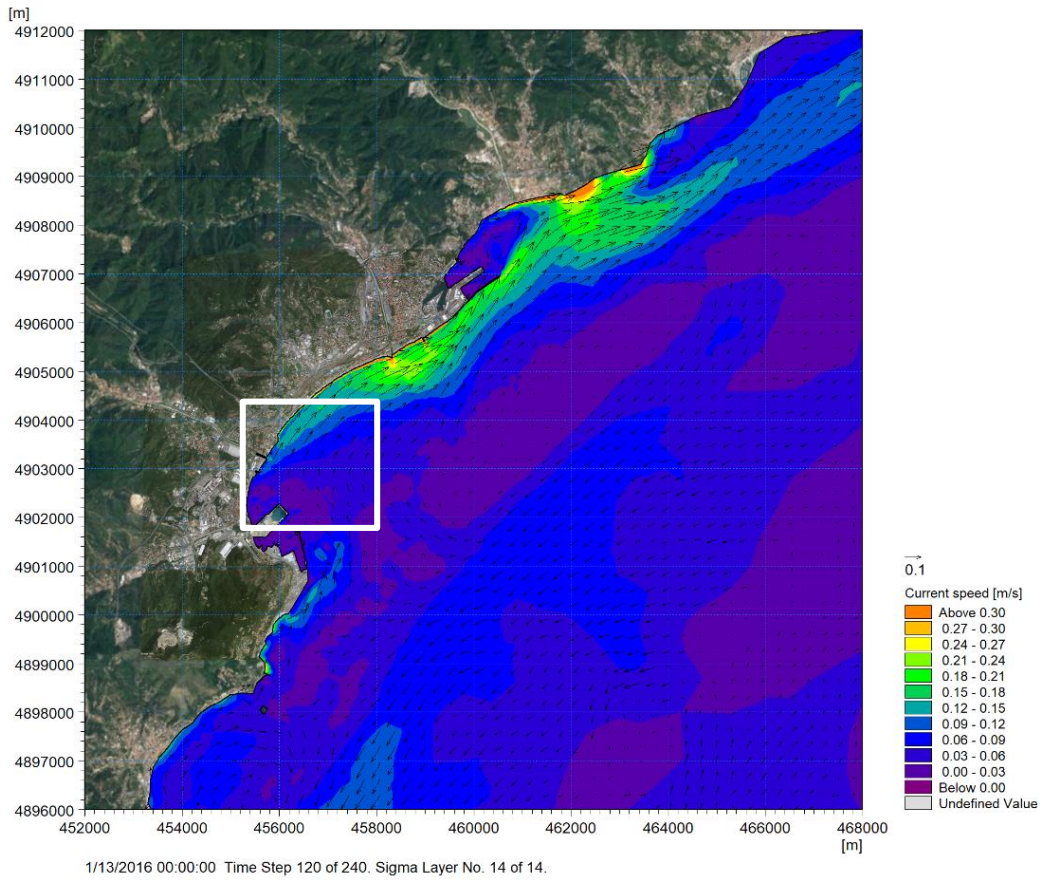 [m]
4912000
4911000
4910000
4909000
4908000
4907000
4906000
4905000
4904000
4903000
4902000
4901000
4900000
4899000
4898000
4897000
4896000
452000 454000 456000 458000 460000 462000 464000 466000 468000
[m]
0.1
Current speed [m/s]
Above 0.30
0.27 - 0.30
0.24 - 0.27
0.21 - 0.24
0.18 - 0.21
0.15 - 0.18
0.12 - 0.15
0.09 - 0.12
0.06 - 0.09
0.03 - 0.06
0.00 - 0.03
Below 0.00
Undefined Value
1/13/2016 00:00:00 Time Step 120 of 240. Sigma Layer No. 14 of 14.